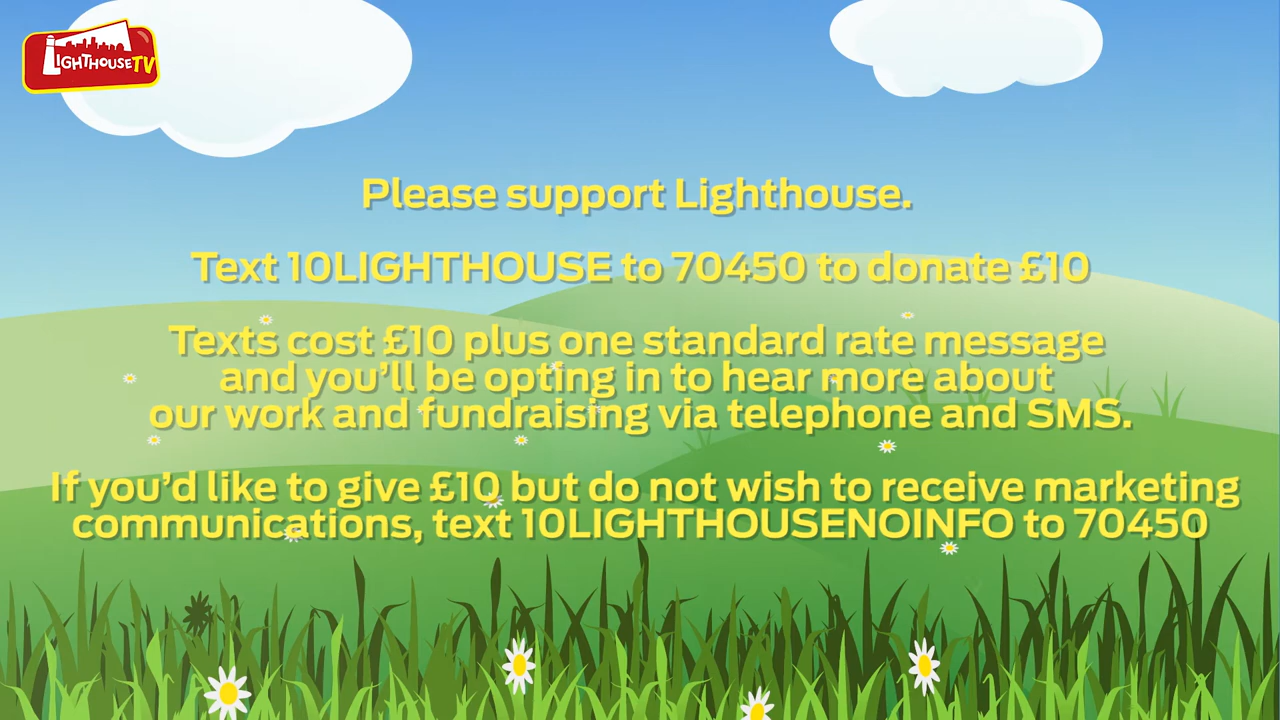 LIGHTHOUSETV
Please support Lighthouse.
Text 10LIGHTHOUSE to 70450 to donate £10
Texts cost £10 plus one standard rate message
and you’ll be opting in to hear more about
our work and fundraising via telephone and SMS.
If you’d like to give £10 but do not wish to receive marketing
communications, text 10LIGHTHOUSENOINFO to 70450